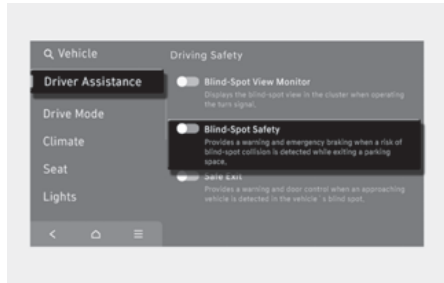 Vehicle
Driving Safety
Driver Assistance
Blind-Spot View Monitor
Displays the blind-spot view in the cluster when operating
the turn signal.
Drive Mode
Blind-Spot Safety
Provides a warning and emergency braking when a risk of
blind-spot collision is detected while exiting a parking
space,
Climate
Seat
Safe Exit
Provides a warning and door control when an approaching
vehicle is detected in the vehicle`s blind spot.
Lights